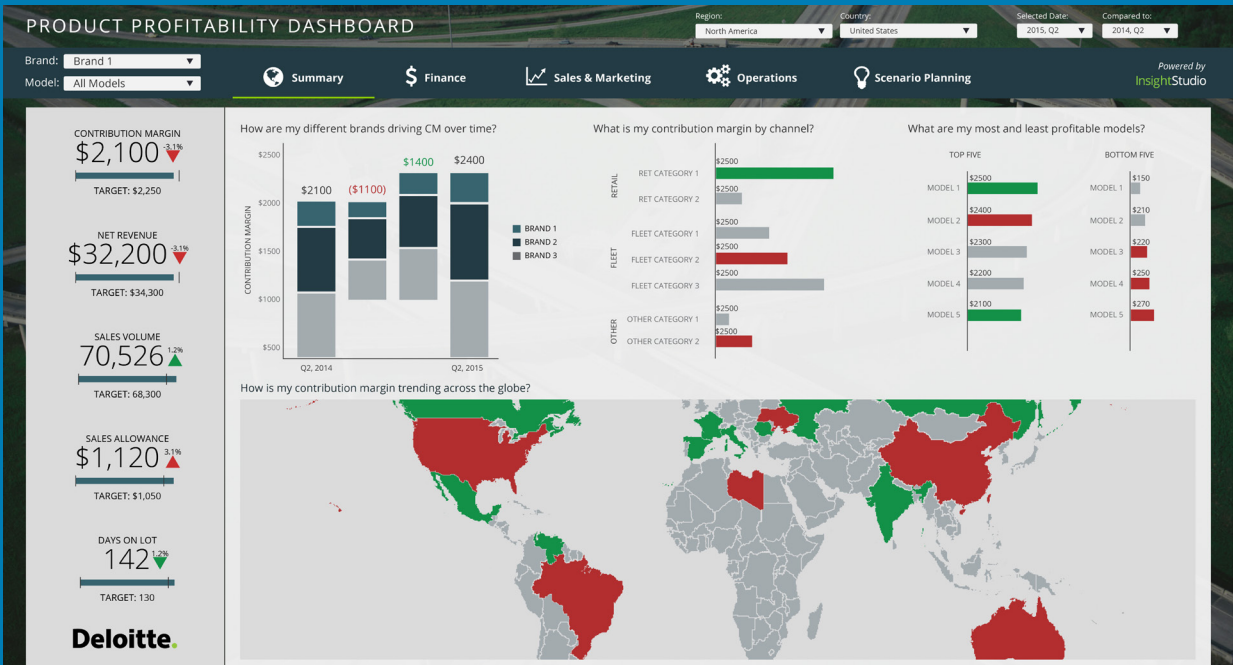 PRODUCT PROFITABILITY DASHBOARD
Region:
North America
Country:
United States
Selected Date:
2015, Q2
Compared to:
2014, Q2
Brand: Brand 1
Model: All Models
Summary
$ Finance
Sales & Marketing
Operations
Scenario Planning
Powered by
InsightStudio
CONTRIBUTION MARGIN
$2,100 -3.1%
TARGET: $2,250
NET REVENUE
$32,200 -3.1%
TARGET: $34,300
SALES VOLUME
70,526 1.2%
TARGET: 68,300
SALES ALLOWANCE
$1,120 3.1%
TARGET: $1,050
DAYS ON LOT
142 1.2%
TARGET: 130
Deloitte.
How are my different brands driving CM over time?
CONTRIBUTION MARGIN
$2500
$2000
$1500
$1000
$500
$2100
($1100)
$1400
$2400
Q2, 2014
Q2, 2015
BRAND 1
BRAND 2
BRAND 3
What is my contribution margin by channel?
RETAIL
RET CATEGORY 1 $2500
RET CATEGORY 2 $2500
FLEET
FLEET CATEGORY 1 $2500
FLEET CATEGORY 2 $2500
FLEET CATEGORY 3 $2500
OTHER
OTHER CATEGORY 1 $2500
OTHER CATEGORY 2 $2500
What are my most and least profitable models?
TOP FIVE
MODEL 1 $2500
MODEL 2 $2400
MODEL 3 $2300
MODEL 4 $2200
MODEL 5 $2100
BOTTOM FIVE
MODEL 1 $150
MODEL 2 $210
MODEL 3 $220
MODEL 4 $250
MODEL 5 $270
How is my contribution margin trending across the globe?